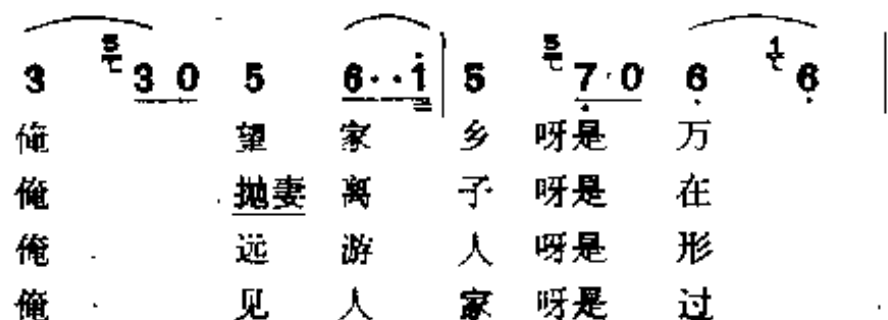 3 5 3 0 5 6··i 5 5 7·0 6 1 6
俺 望 家 乡 呀是 万
俺 抛妻 离 子 呀是 在
俺 远 游 人 呀是 形
俺 见 人 家 呀是 过